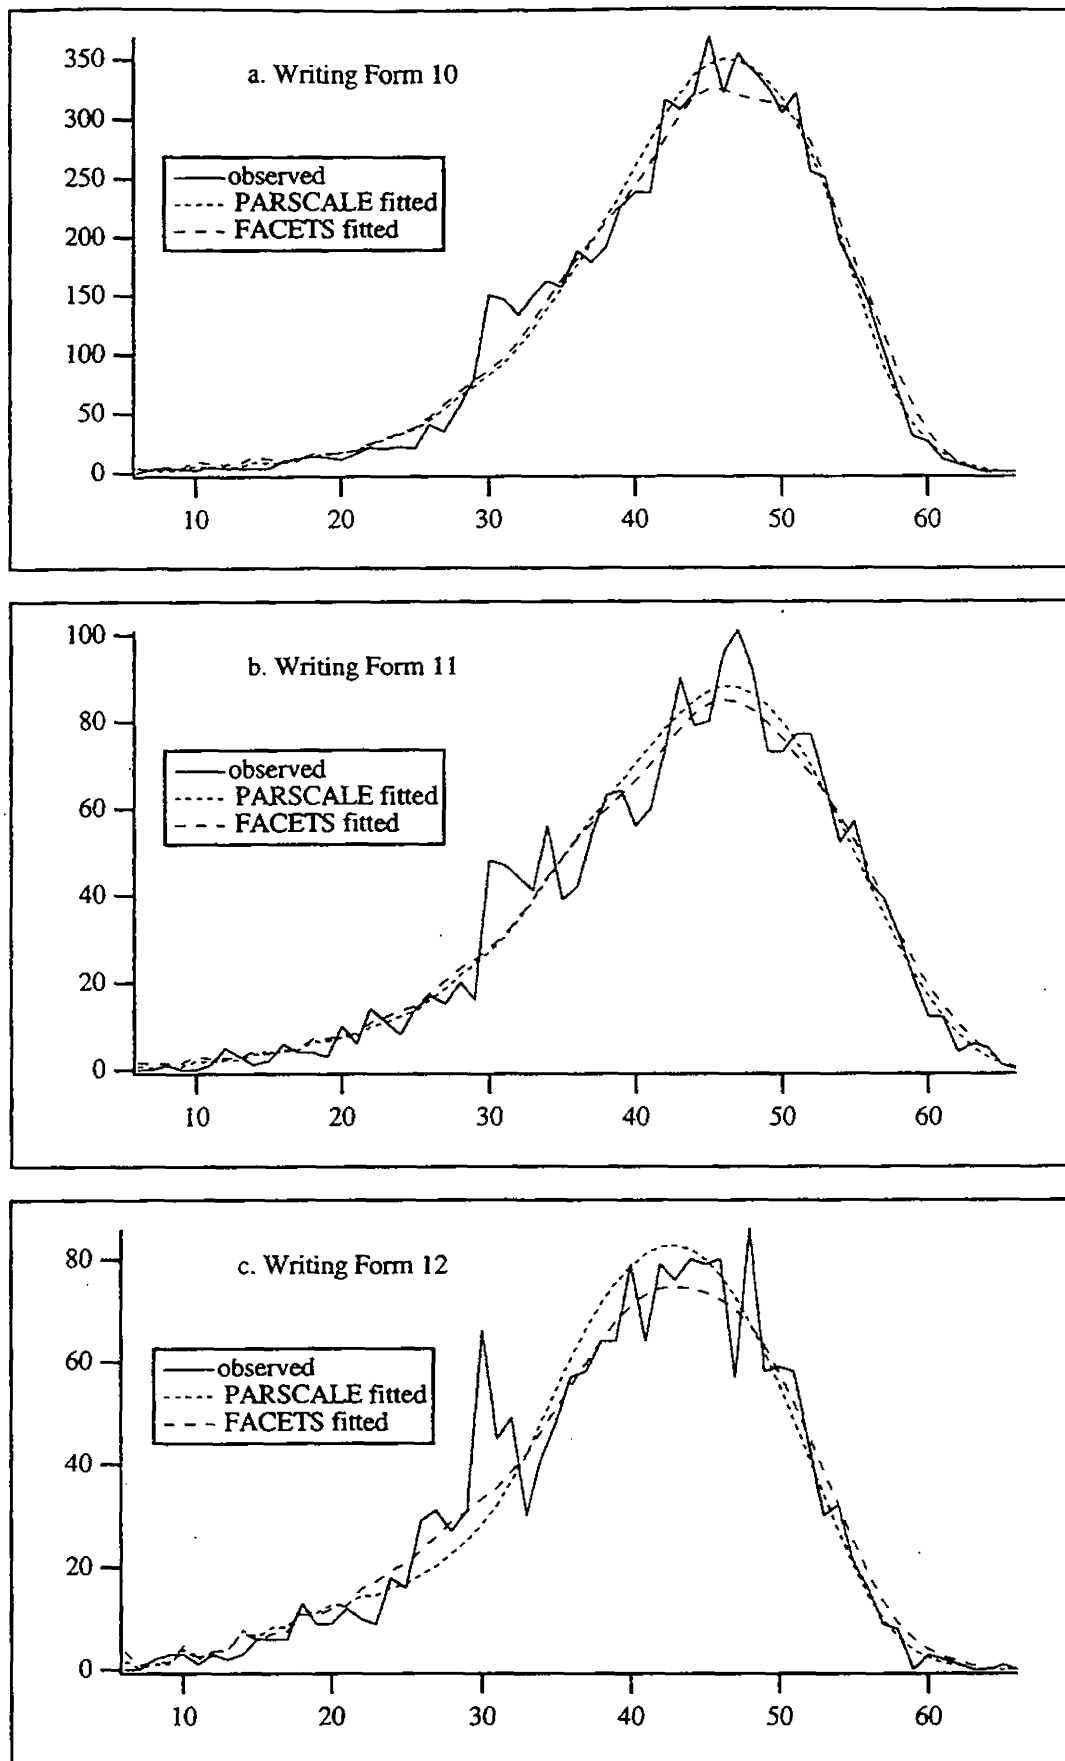 a. Writing Form 10
350
300
250
200
150
100
50
0
observed
PARSCALE fitted
FACETS fitted
10 20 30 40 50 60
b. Writing Form 11
100
80
60
40
20
0
observed
PARSCALE fitted
FACETS fitted
10 20 30 40 50 60
c. Writing Form 12
80
60
40
20
0
observed
PARSCALE fitted
FACETS fitted
10 20 30 40 50 60